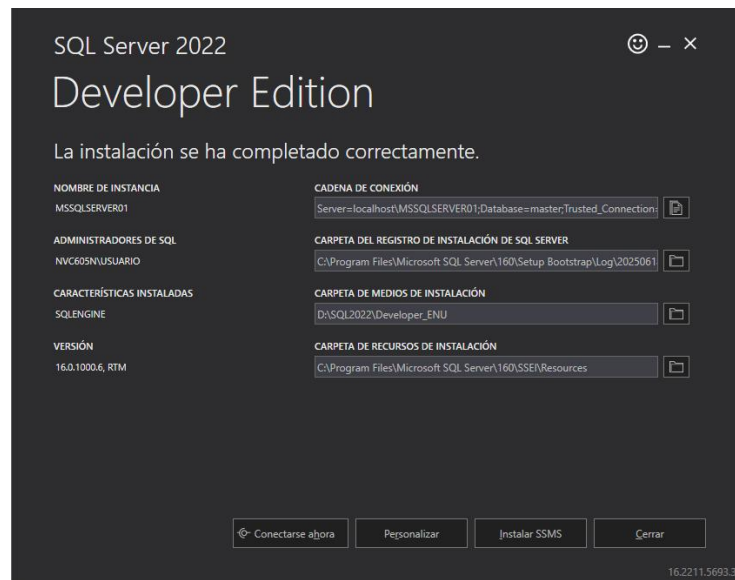 SQL Server 2022
Developer Edition
La instalación se ha completado correctamente.
NOMBRE DE INSTANCIA
MSSQLSERVER01
CADENA DE CONEXIÓN
Server=localhost\MSSQLSERVER01;Database=master;Trusted_Connection=
ADMINISTRADORES DE SQL
NVC605N\USUARIO
CARPETA DEL REGISTRO DE INSTALACIÓN DE SQL SERVER
C:\Program Files\Microsoft SQL Server\160\Setup Bootstrap\Log\2025061
CARACTERÍSTICAS INSTALADAS
SQLENGINE
CARPETA DE MEDIOS DE INSTALACIÓN
D:\SQL2022\Developer_ENU
VERSIÓN
16.0.1000.6, RTM
CARPETA DE RECURSOS DE INSTALACIÓN
C:\Program Files\Microsoft SQL Server\160\SSEI\Resources
Conectarse ahora
Personalizar
Instalar SSMS
Cerrar
16.2211.5693.3